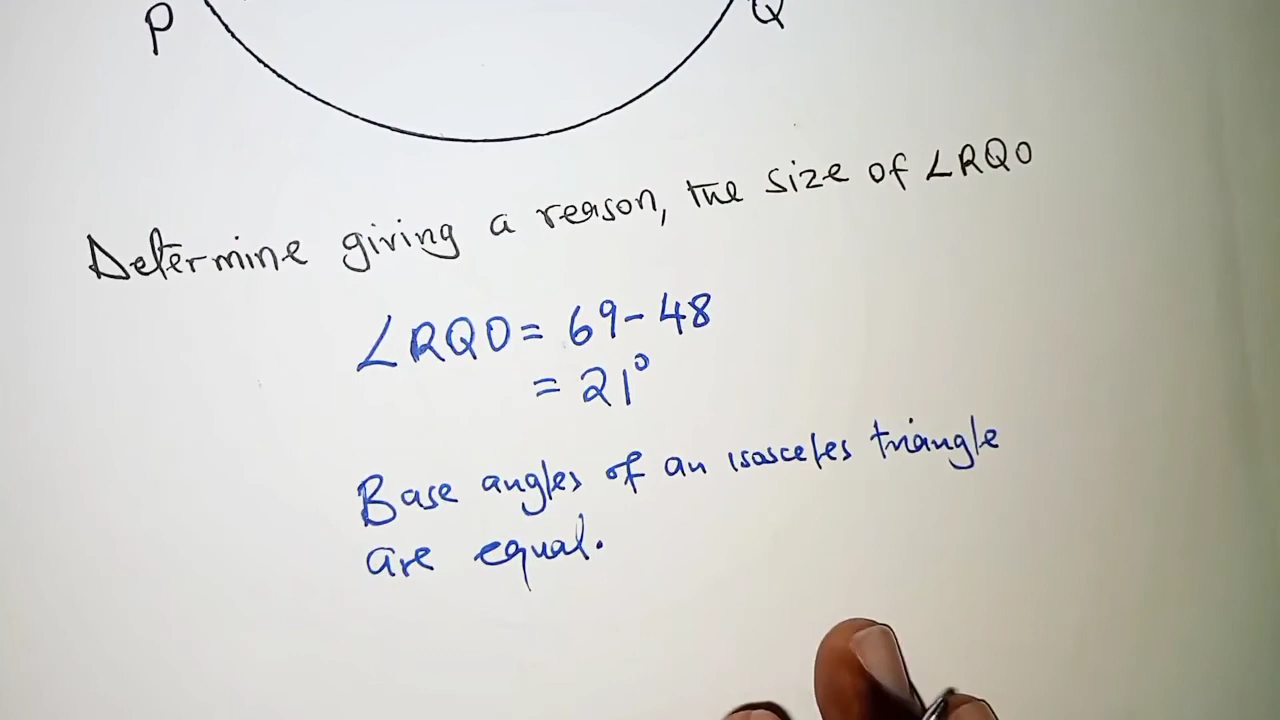 P
Q
Determine giving a reason, the size of ∠RQO
∠RQO = 69 - 48
= 21°
Base angles of an isosceles triangle
are equal.